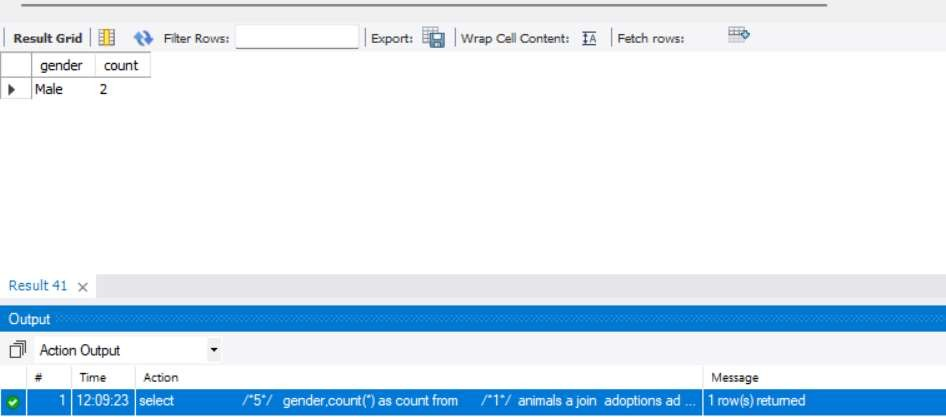 Result Grid Filter Rows: Export: Wrap Cell Content: Fetch rows:
gender count
Male 2
Result 41
Output
Action Output
# Time Action Message
1 12:09:23 select /*5*/ gender,count(*) as count from /*1*/ animals a join adoptions ad ... 1 row(s) returned